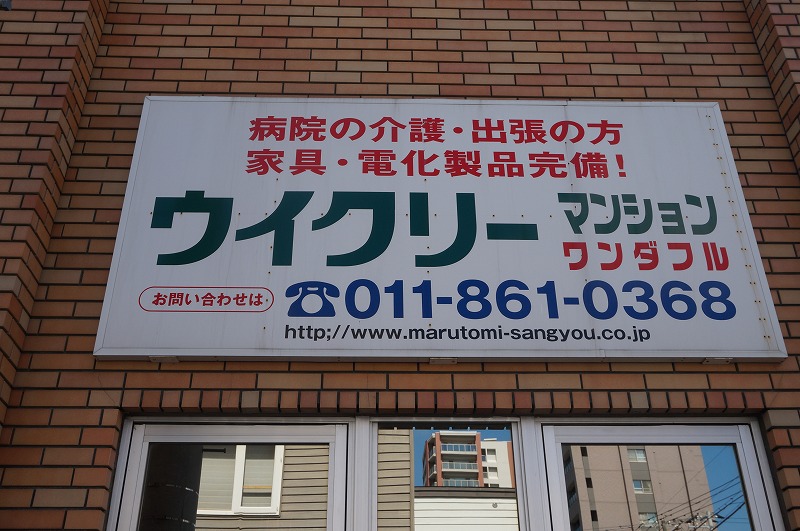 病院の介護・出張の方
家具・電化製品完備!
ウイクリー マンション
ワンダフル
お問い合わせは ☎011-861-0368
http;//www.marutomi-sangyou.co.jp